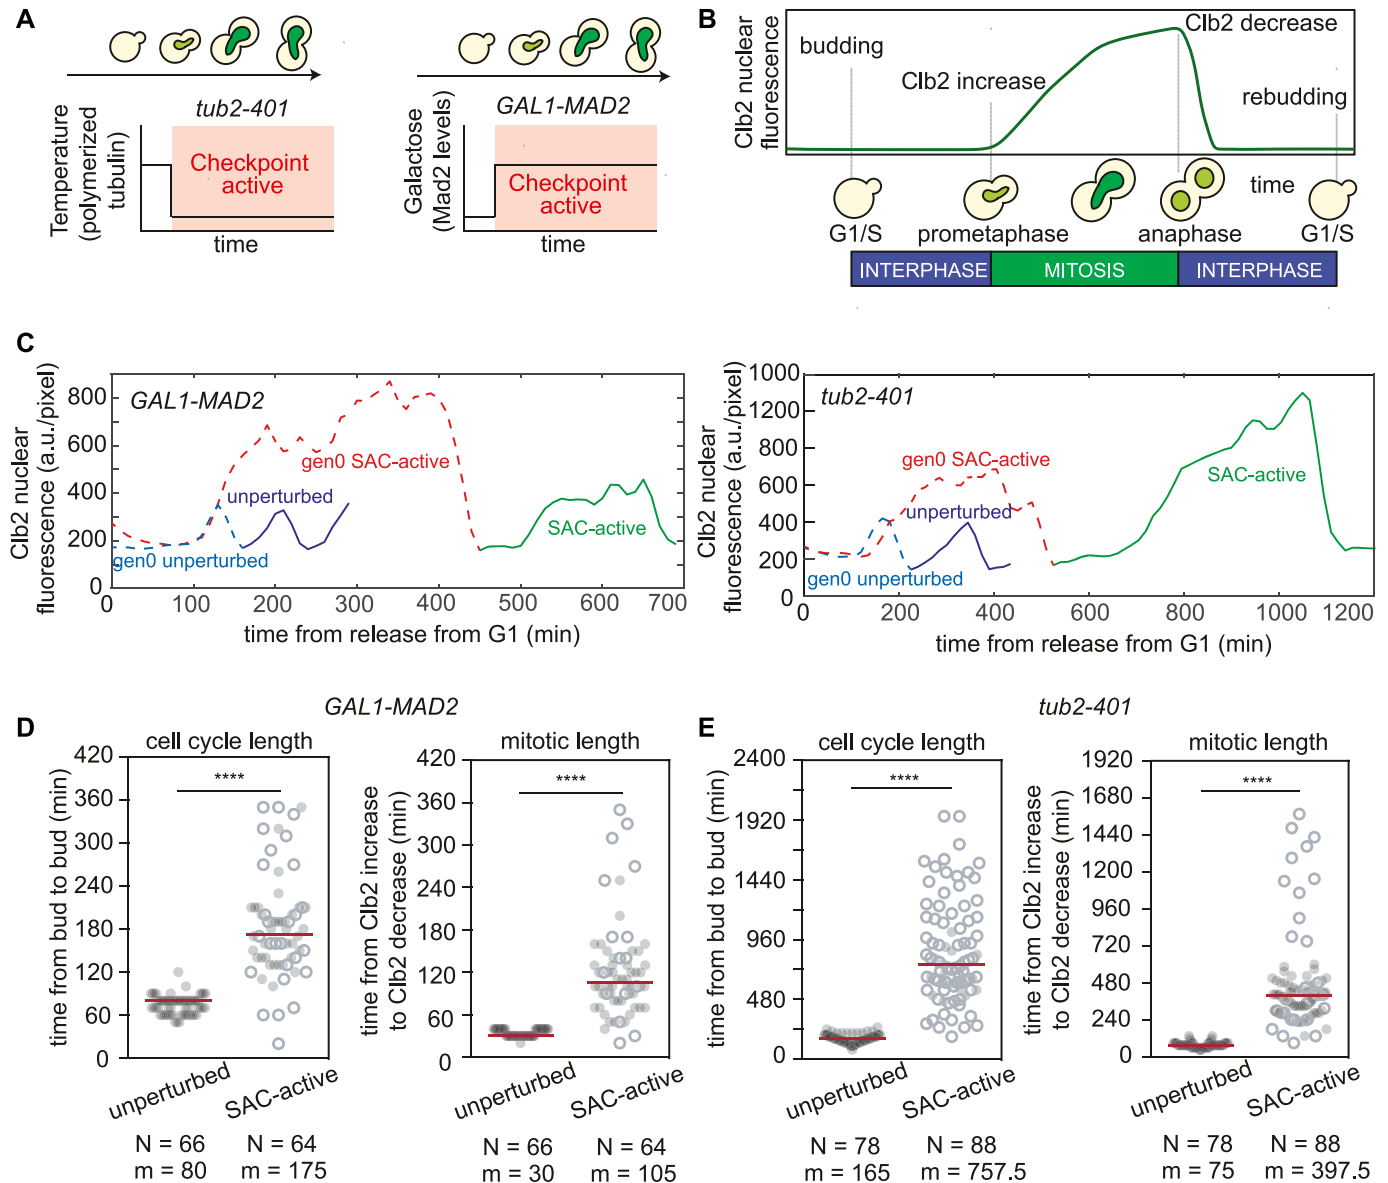 A
tub2-401
Temperature
(polymerized
tubulin)
Checkpoint
active
time
GAL1-MAD2
Galactose
(Mad2 levels)
Checkpoint
active
time
B
Clb2 nuclear
fluorescence
budding
Clb2 increase
Clb2 decrease
rebudding
time
G1/S
prometaphase
anaphase
G1/S
INTERPHASE
MITOSIS
INTERPHASE
C
Clb2 nuclear
fluorescence (a.u./pixel)
GAL1-MAD2
800
600
400
200
0
gen0 SAC-active
unperturbed
gen0 unperturbed
SAC-active
0 100 200 300 400 500 600 700
time from release from G1 (min)
Clb2 nuclear
fluorescence (a.u./pixel)
tub2-401
1000
1200
800
600
400
200
0
gen0 SAC-active
unperturbed
gen0 unperturbed
SAC-active
0 200 400 600 800 1000 1200
time from release from G1 (min)
D
GAL1-MAD2
cell cycle length
time from bud to bud (min)
420
360
300
240
180
120
60
0
****
unperturbed
SAC-active
N = 66
m = 80
N = 64
m = 175
mitotic length
time from Clb2 increase
to Clb2 decrease (min)
420
360
300
240
180
120
60
0
****
unperturbed
SAC-active
N = 66
m = 30
N = 64
m = 105
E
tub2-401
cell cycle length
time from bud to bud (min)
2400
1920
1440
960
480
0
****
unperturbed
SAC-active
N = 78
m = 165
N = 88
m = 757.5
mitotic length
time from Clb2 increase
to Clb2 decrease (min)
1920
1680
1440
1200
960
720
480
240
0
****
unperturbed
SAC-active
N = 78
m = 75
N = 88
m = 397.5